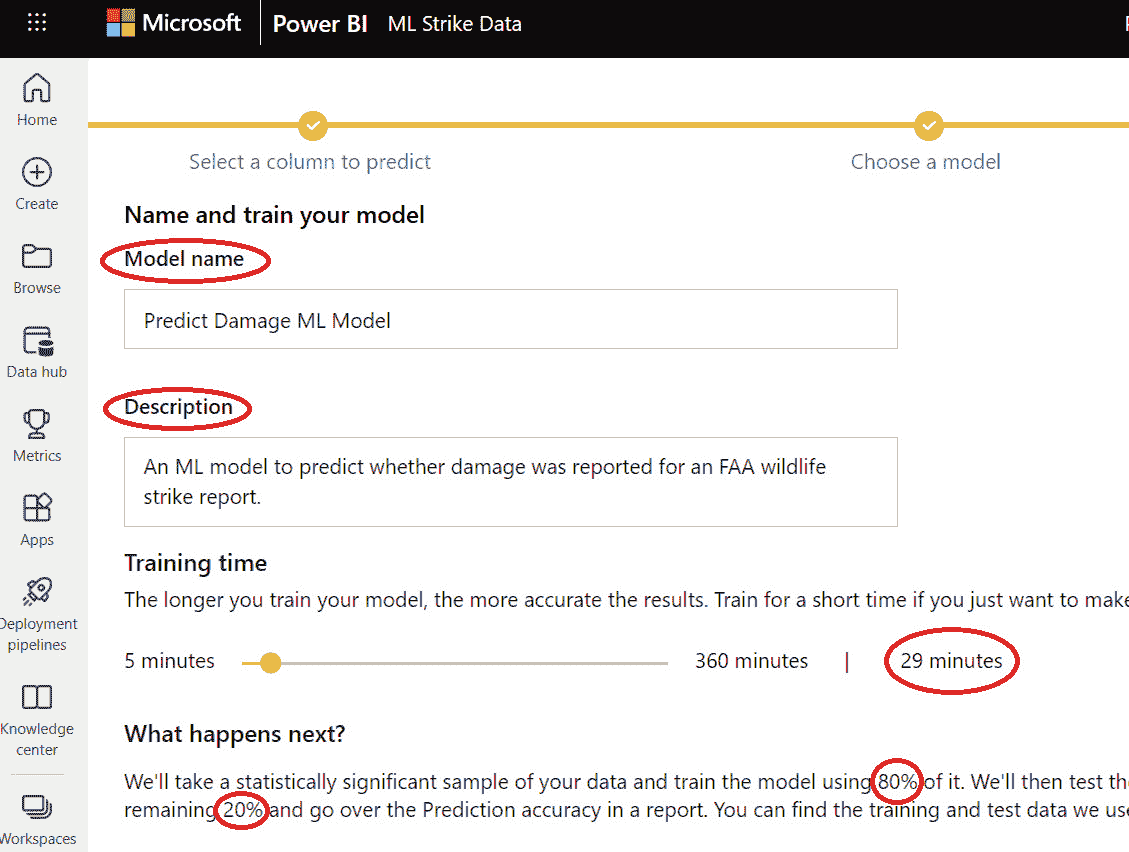 Microsoft Power BI ML Strike Data
Home
Create
Browse
Data hub
Metrics
Apps
Deployment
pipelines
Knowledge
center
Workspaces
Select a column to predict
Choose a model
Name and train your model
Model name
Predict Damage ML Model
Description
An ML model to predict whether damage was reported for an FAA wildlife
strike report.
Training time
The longer you train your model, the more accurate the results. Train for a short time if you just want to make
5 minutes 360 minutes | 29 minutes
What happens next?
We'll take a statistically significant sample of your data and train the model using 80% of it. We'll then test
remaining 20% and go over the Prediction accuracy in a report. You can find the training and test data we